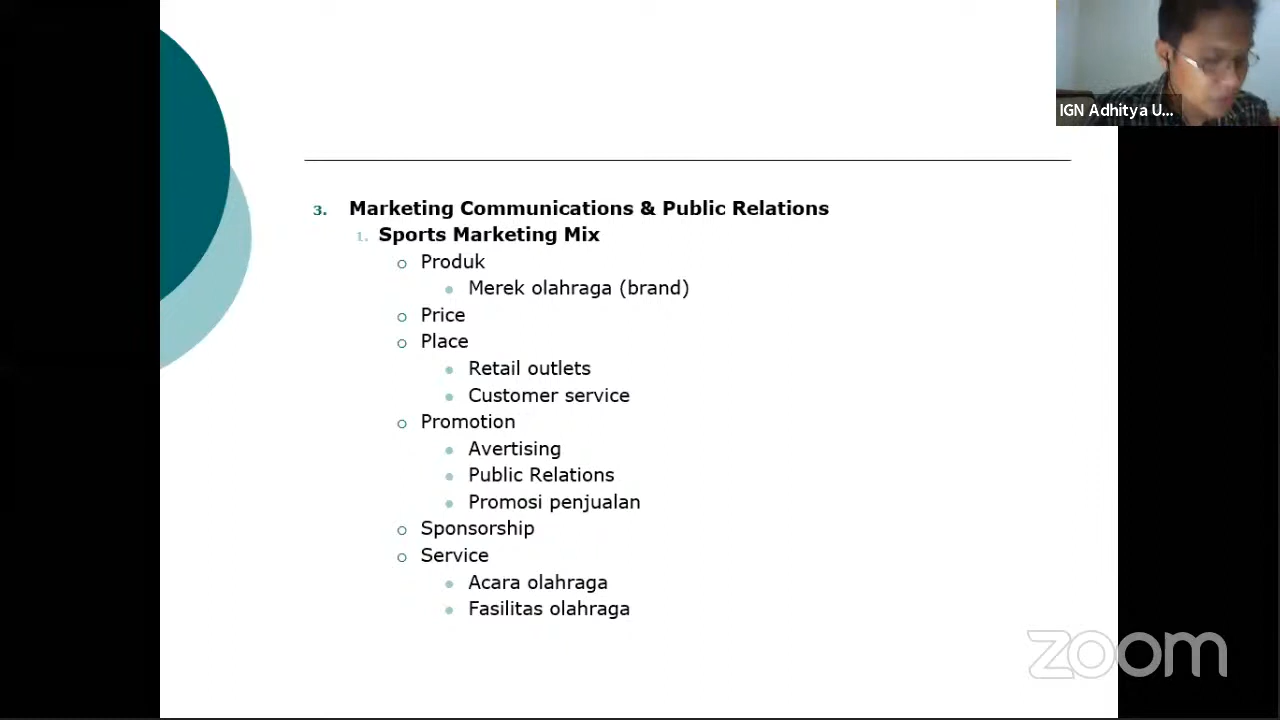 IGN Adhitya U...
3. Marketing Communications & Public Relations
1. Sports Marketing Mix
Produk
Merek olahraga (brand)
Price
Place
Retail outlets
Customer service
Promotion
Avertising
Public Relations
Promosi penjualan
Sponsorship
Service
Acara olahraga
Fasilitas olahraga
zoom